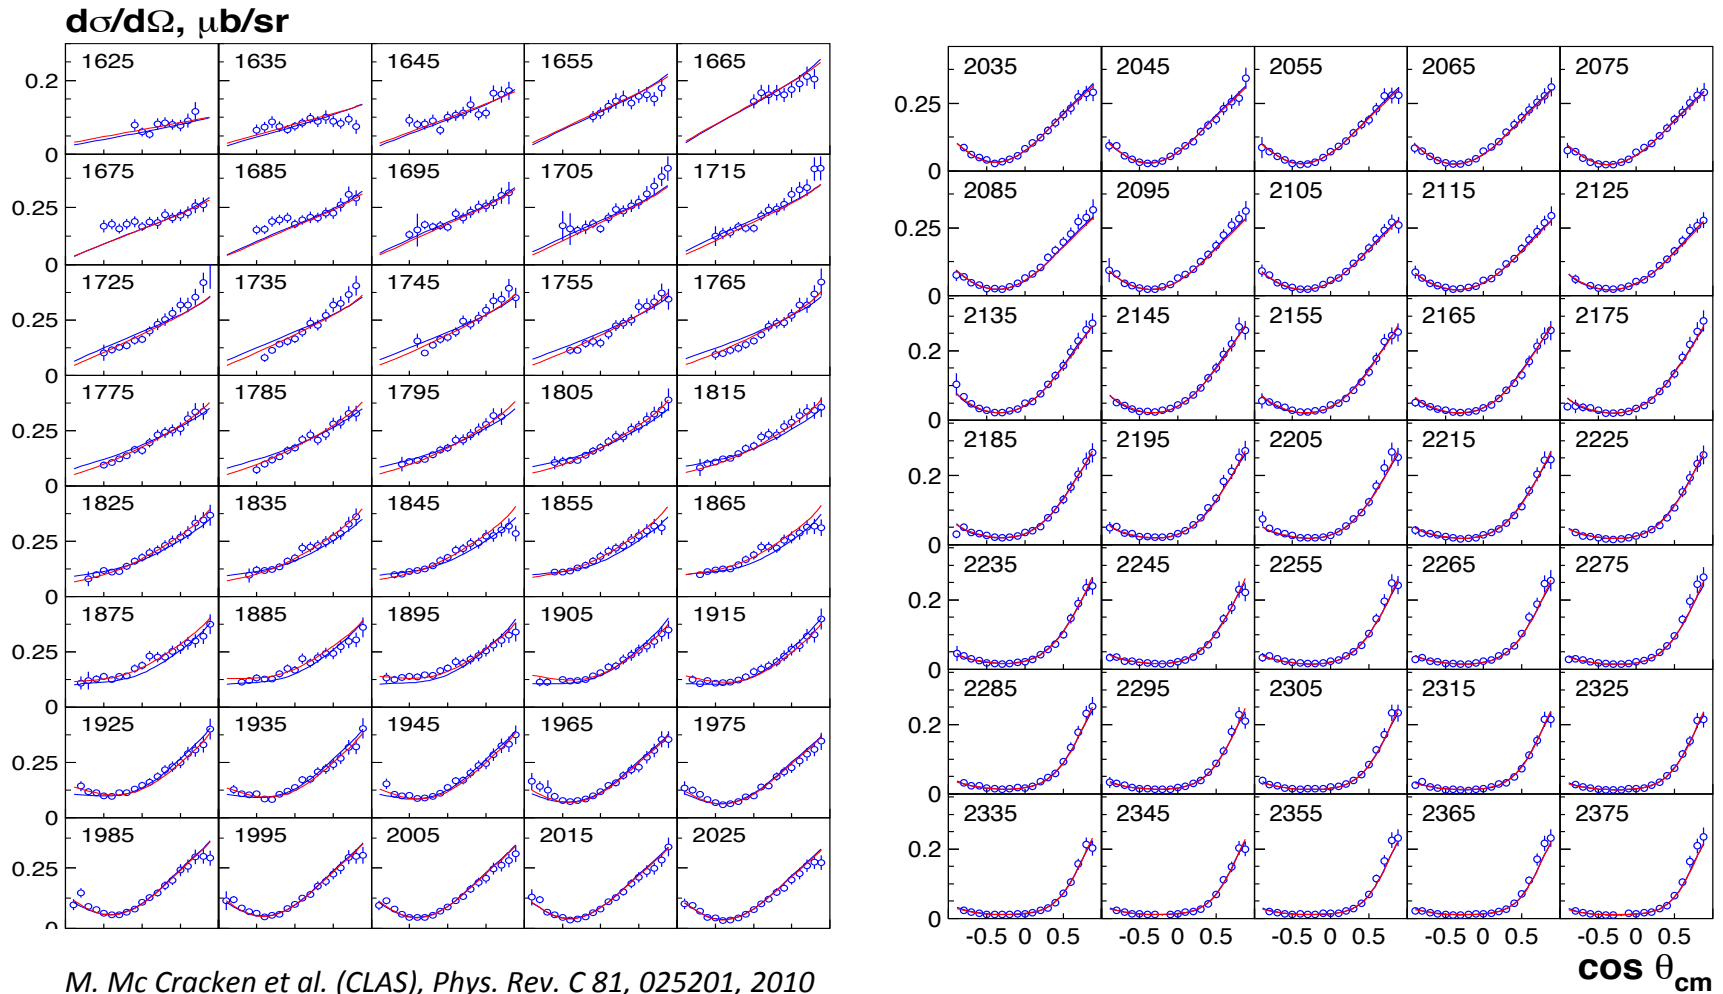 dσ/dΩ, μb/sr
1625 1635 1645 1655 1665
0.2
0
1675 1685 1695 1705 1715
0.25
0
1725 1735 1745 1755 1765
0.25
0
1775 1785 1795 1805 1815
0.25
0
1825 1835 1845 1855 1865
0.25
0
1875 1885 1895 1905 1915
0.25
0
1925 1935 1945 1965 1975
0.25
0
1985 1995 2005 2015 2025
0.25
0
2035 2045 2055 2065 2075
0.25
0
2085 2095 2105 2115 2125
0.25
0
2135 2145 2155 2165 2175
0.2
0
2185 2195 2205 2215 2225
0.2
0
2235 2245 2255 2265 2275
0.2
0
2285 2295 2305 2315 2325
0.2
0
2335 2345 2355 2365 2375
0.2
0
-0.5 0 0.5 -0.5 0 0.5 -0.5 0 0.5 -0.5 0 0.5 -0.5 0 0.5
cos θcm
M. Mc Cracken et al. (CLAS), Phys. Rev. C 81, 025201, 2010